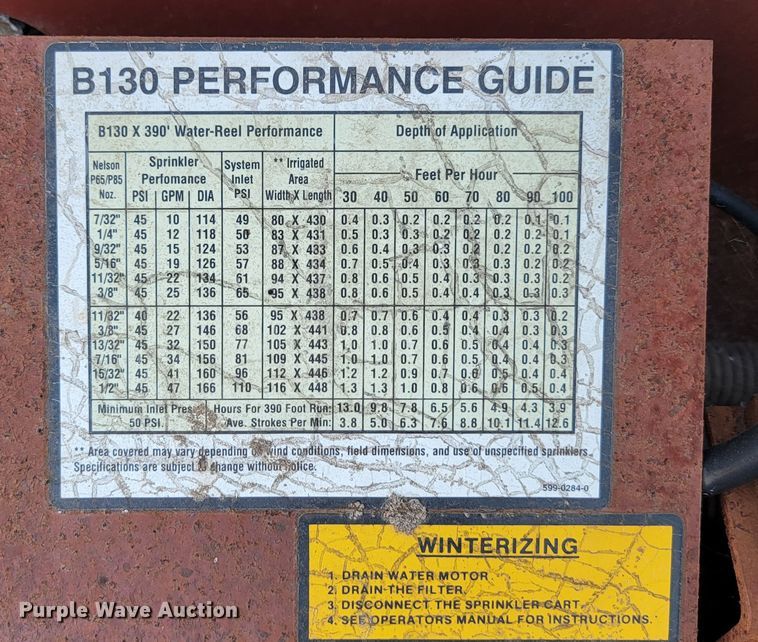 B130 PERFORMANCE GUIDE
B130 X 390' Water-Reel Performance Depth of Application
Nelson P65/P85 Noz. Sprinkler Perfomance PSI GPM DIA System Inlet PSI ** Irrigated Area Width X Length Feet Per Hour 30 40 50 60 70 80 90 100
7/32" 45 10 114 49 80 X 430 0.4 0.3 0.2 0.2 0.2 0.2 0.1 0.1
1/4" 45 12 118 50 83 X 431 0.5 0.3 0.3 0.2 0.2 0.2 0.2 0.1
9/32" 45 15 124 53 87 X 433 0.6 0.4 0.3 0.3 0.2 0.2 0.2 0.2
5/16" 45 19 126 57 88 X 434 0.7 0.5 0.4 0.3 0.3 0.3 0.2 0.2
11/32" 45 22 134 61 94 X 437 0.8 0.6 0.5 0.4 0.3 0.3 0.3 0.2
3/8" 45 25 136 65 95 X 438 0.8 0.6 0.5 0.4 0.4 0.3 0.3 0.3
11/32" 40 22 136 56 95 X 438 0.7 0.7 0.6 0.4 0.4 0.3 0.3 0.2
3/8" 45 27 146 68 102 X 441 0.8 0.8 0.6 0.5 0.4 0.4 0.3 0.3
13/32" 45 32 150 77 105 X 443 1.0 1.0 0.7 0.6 0.5 0.4 0.4 0.3
7/16" 45 34 156 81 109 X 445 1.0 1.0 0.7 0.6 0.5 0.5 0.4 0.3
15/32" 45 41 160 96 112 X 446 1.2 1.2 0.9 0.7 0.6 0.5 0.5 0.4
1/2" 45 47 166 110 116 X 448 1.3 1.3 1.0 0.8 0.6 0.6 0.5 0.4
Minimum Inlet Press. Hours For 390 Foot Run: 13.0 9.8 7.8 6.5 5.6 4.9 4.3 3.9
50 PSI. Ave. Strokes Per Min: 3.8 5.0 6.3 7.6 8.8 10.1 11.4 12.6
** Area covered may vary depending on wind conditions, field dimensions, and use of unspecified sprinklers.
Specifications are subject to change without notice.
599-0284-0
WINTERIZING
1. DRAIN WATER MOTOR
2. DRAIN THE FILTER.
3. DISCONNECT THE SPRINKLER CART.
4. SEE OPERATORS MANUAL FOR INSTRUCTIONS.
Purple Wave Auction